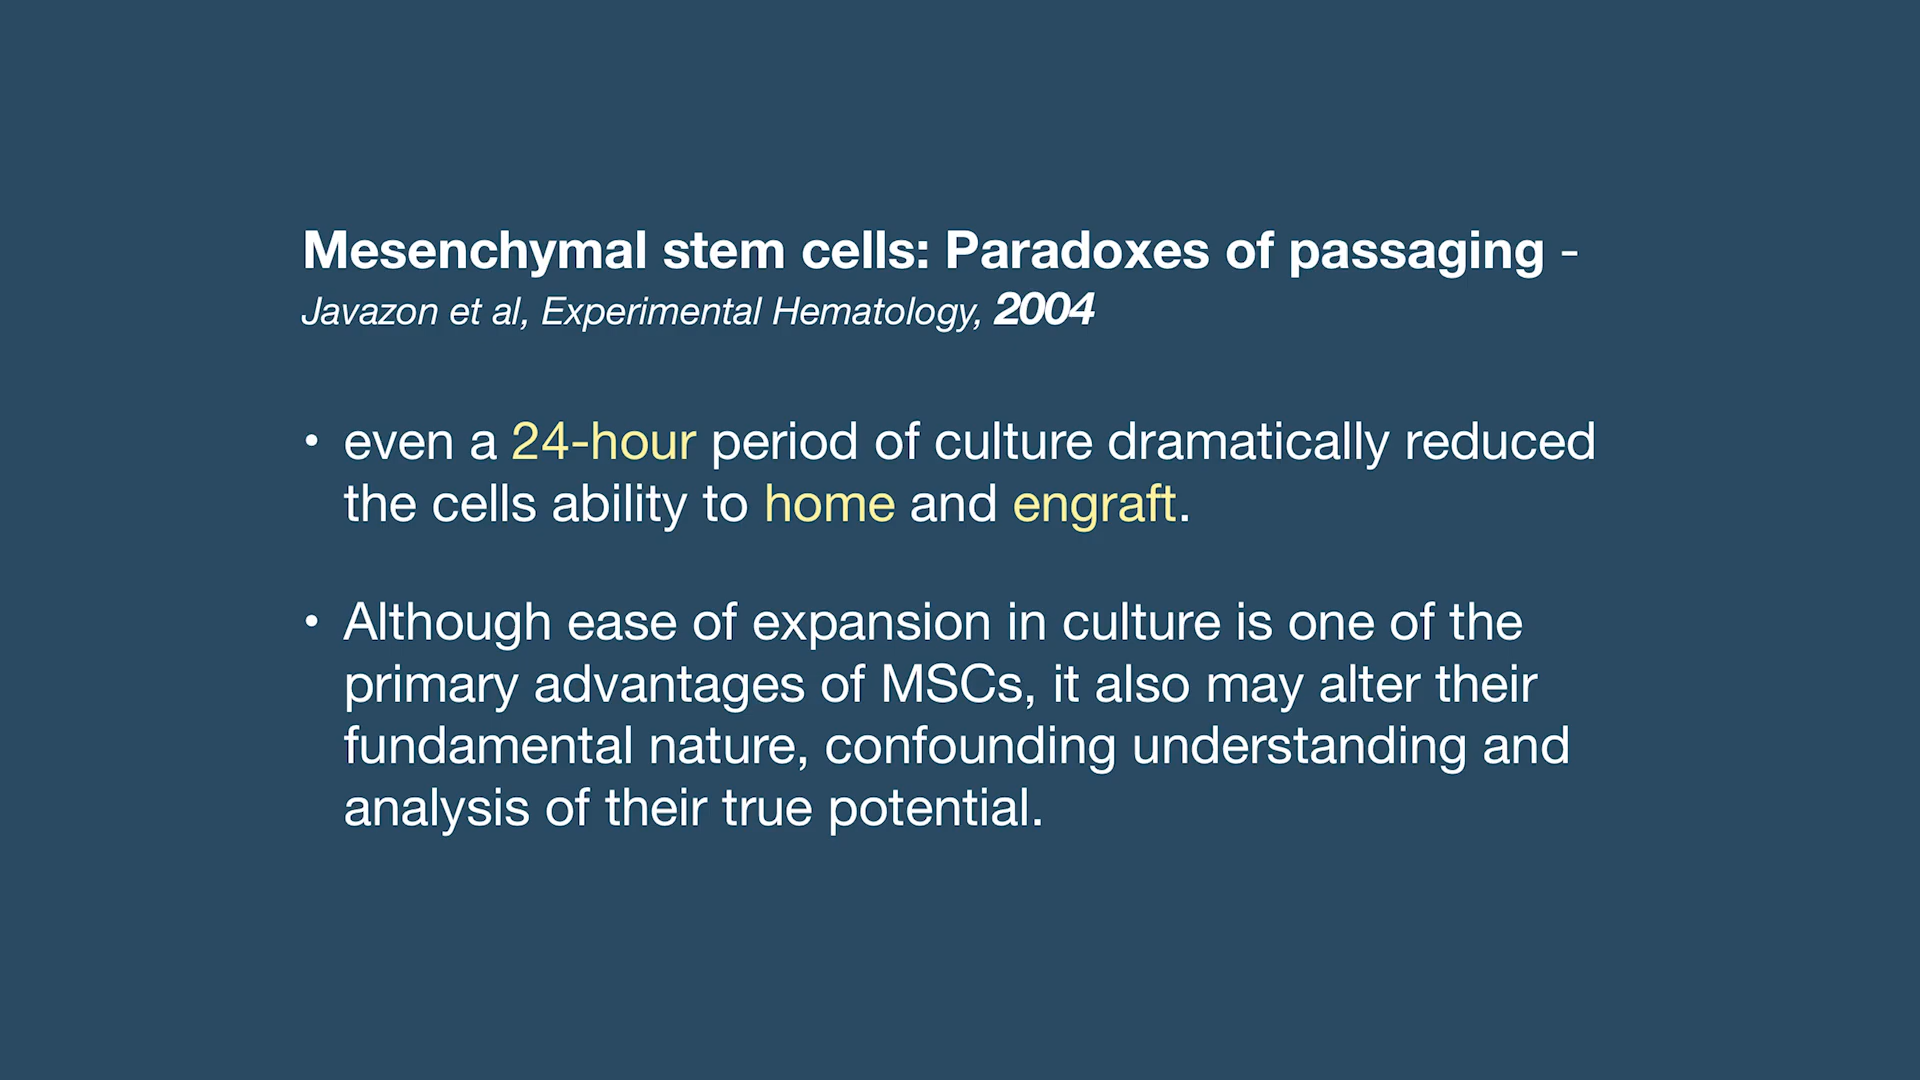 Mesenchymal stem cells: Paradoxes of passaging -
Javazon et al, Experimental Hematology, 2004
• even a 24-hour period of culture dramatically reduced
the cells ability to home and engraft.
• Although ease of expansion in culture is one of the
primary advantages of MSCs, it also may alter their
fundamental nature, confounding understanding and
analysis of their true potential.